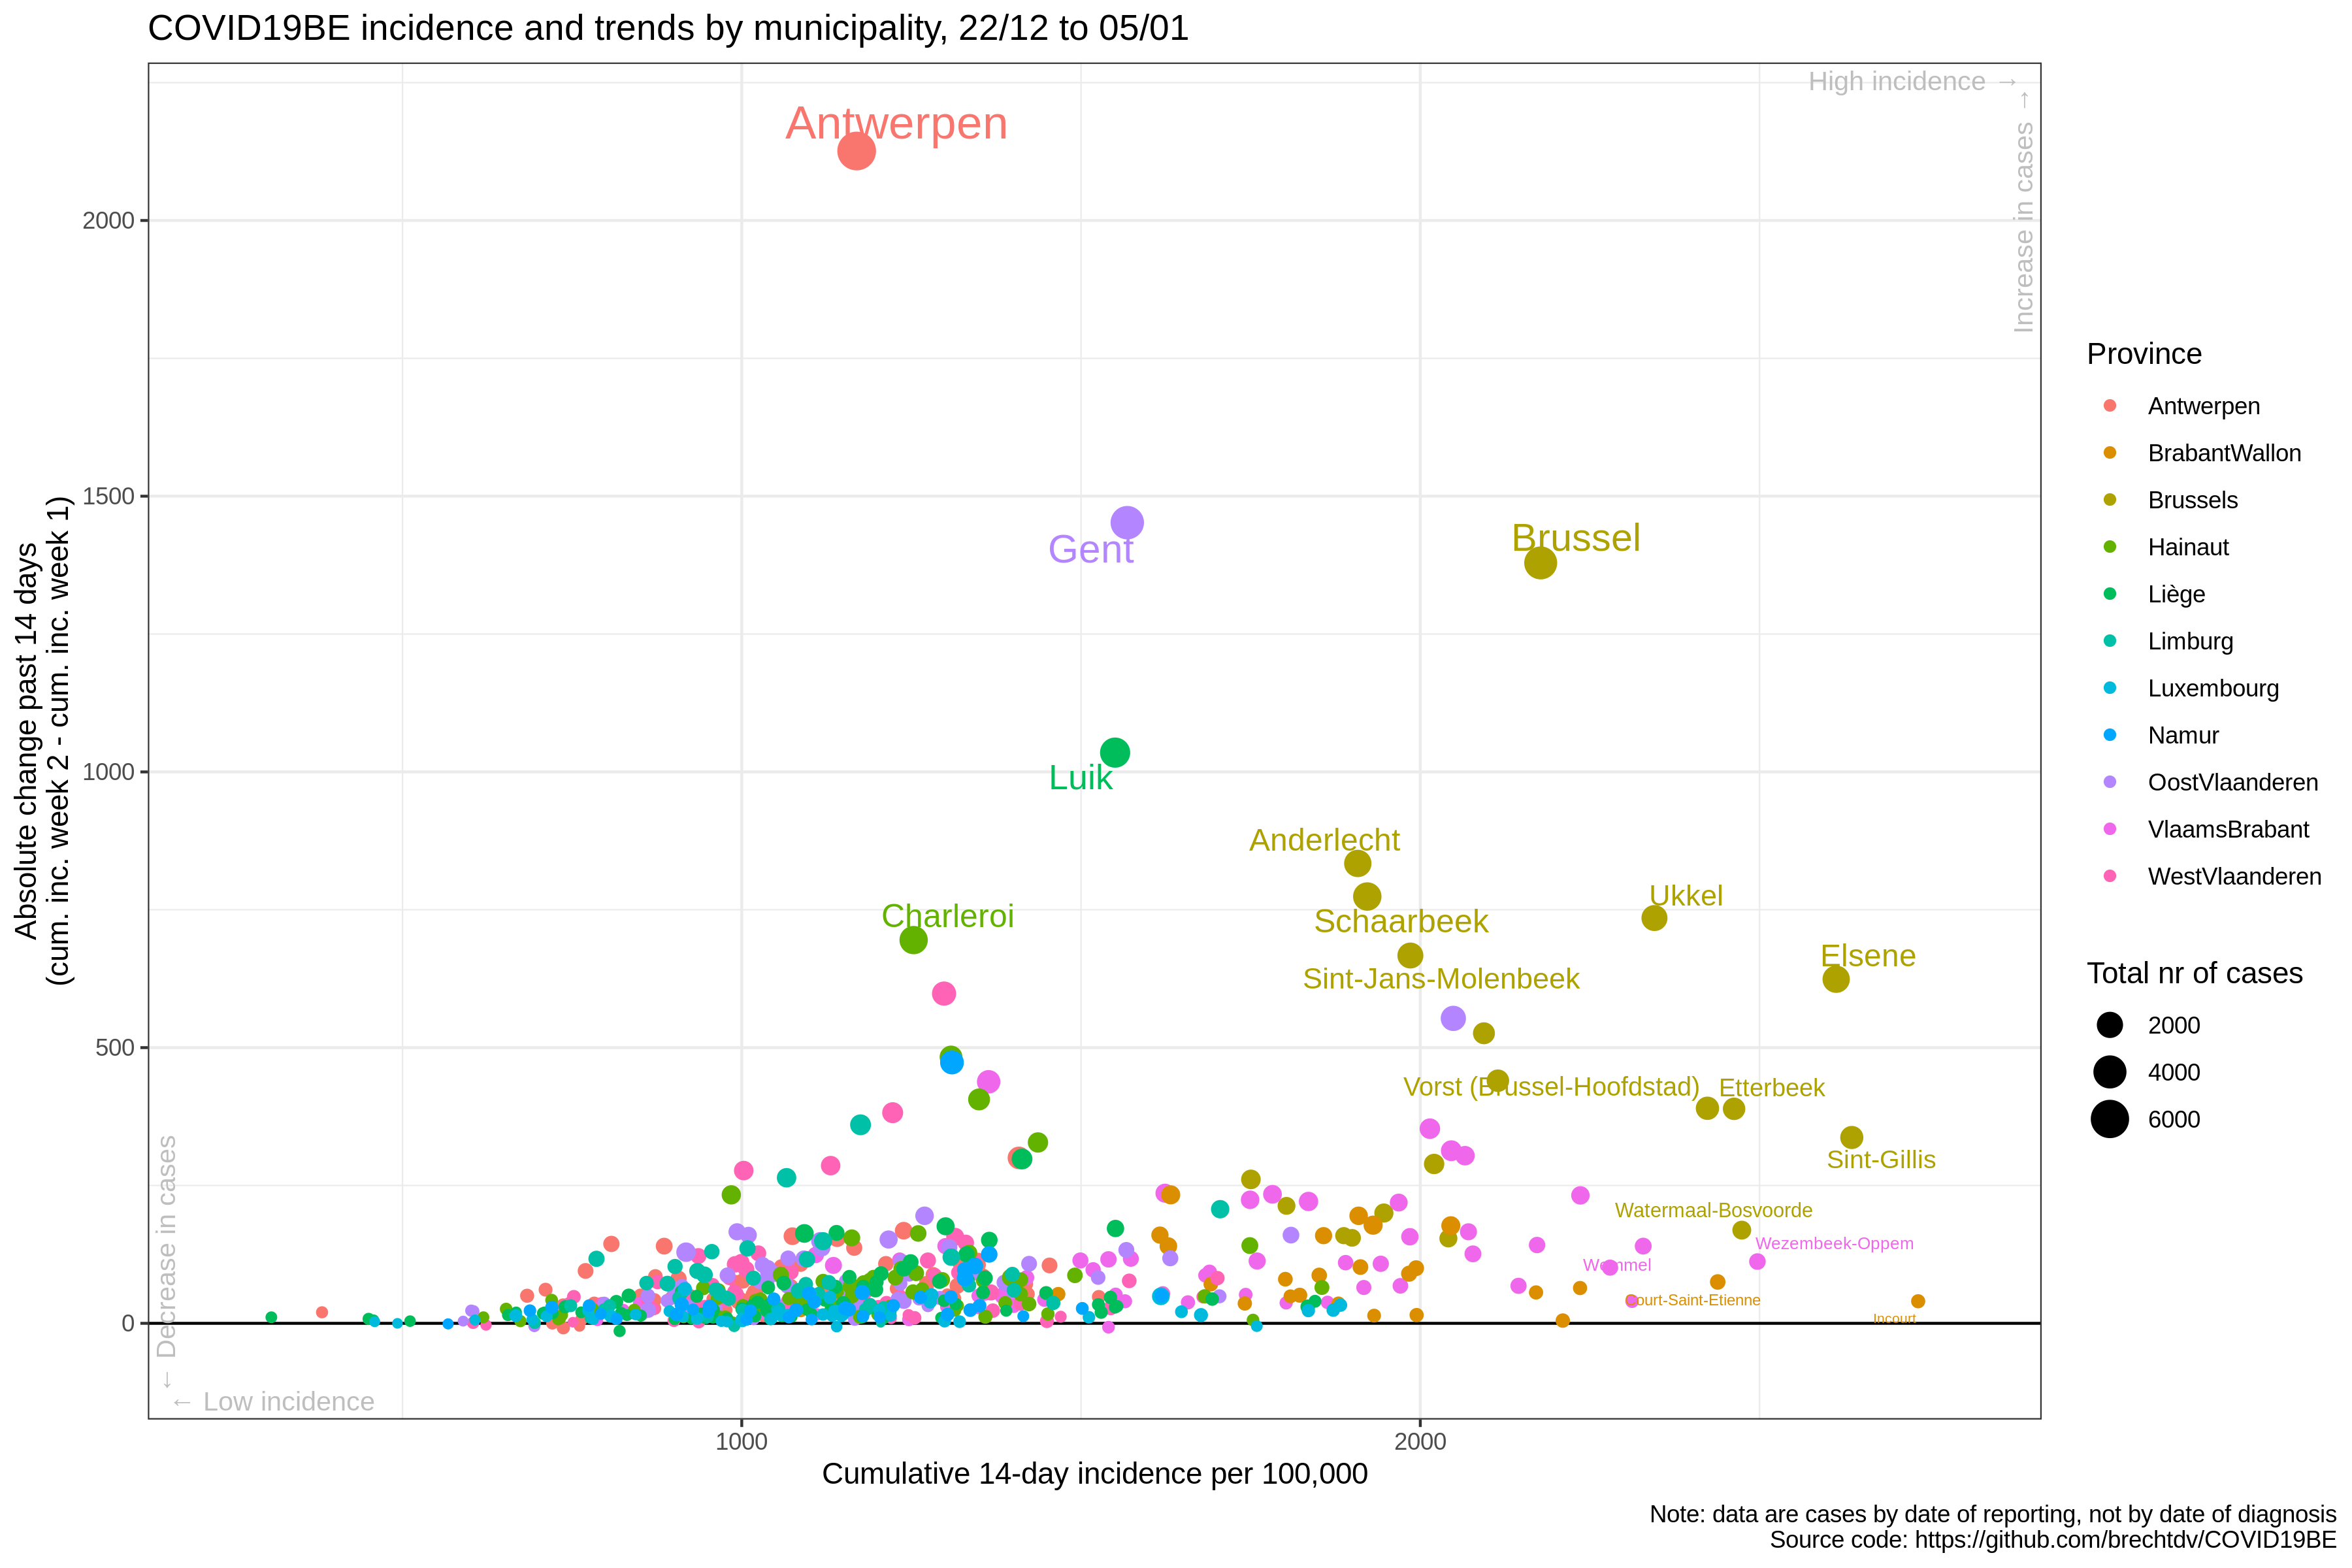 COVID19BE incidence and trends by municipality, 22/12 to 05/01
High incidence →
Increase in cases →
Antwerpen
2000
1500
1000
500
0
Absolute change past 14 days
(cum. inc. week 2 - cum. inc. week 1)
Gent
Brussel
Luik
Anderlecht
Schaarbeek
Ukkel
Charleroi
Elsene
Sint-Jans-Molenbeek
Vorst (Brussel-Hoofdstad)
Etterbeek
Sint-Gillis
Watermaal-Bosvoorde
Wezembeek-Oppem
Wemmel
Court-Saint-Etienne
Incourt
← Decrease in cases
← Low incidence
1000
2000
Cumulative 14-day incidence per 100,000
Province
Antwerpen
BrabantWallon
Brussels
Hainaut
Liège
Limburg
Luxembourg
Namur
OostVlaanderen
VlaamsBrabant
WestVlaanderen
Total nr of cases
2000
4000
6000
Note: data are cases by date of reporting, not by date of diagnosis
Source code: https://github.com/brechtdv/COVID19BE